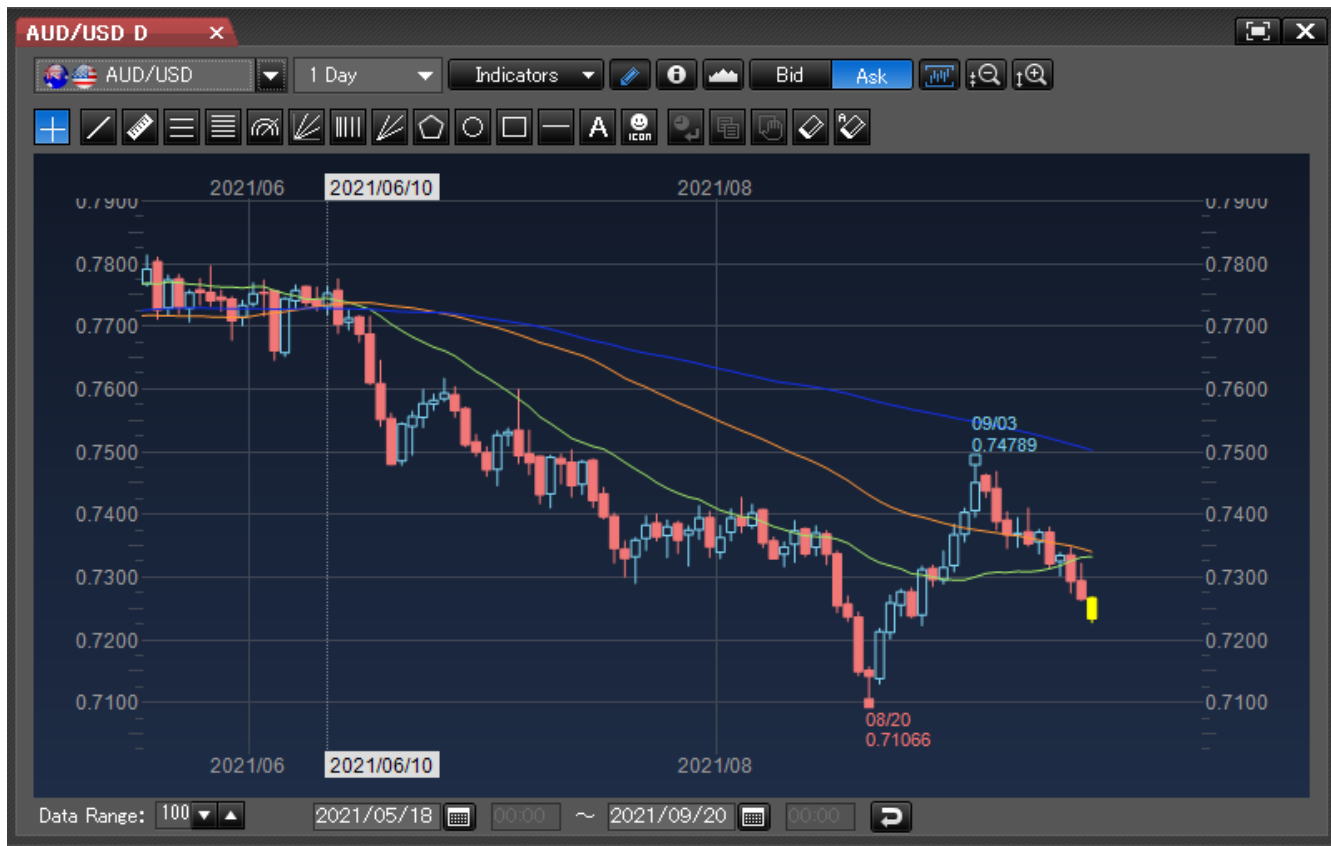 AUD/USD D
AUD/USD 1 Day Indicators Bid Ask
A ICON A
2021/06 2021/06/10 2021/08
0.7900 0.7900
0.7800 0.7800
0.7700 0.7700
0.7600 0.7600
09/03
0.74789
0.7500 0.7500
0.7400 0.7400
0.7300 0.7300
0.7200 0.7200
0.7100 0.7100
08/20
0.71066
2021/06 2021/06/10 2021/08
Data Range: 100 2021/05/18 00:00 ~ 2021/09/20 00:00